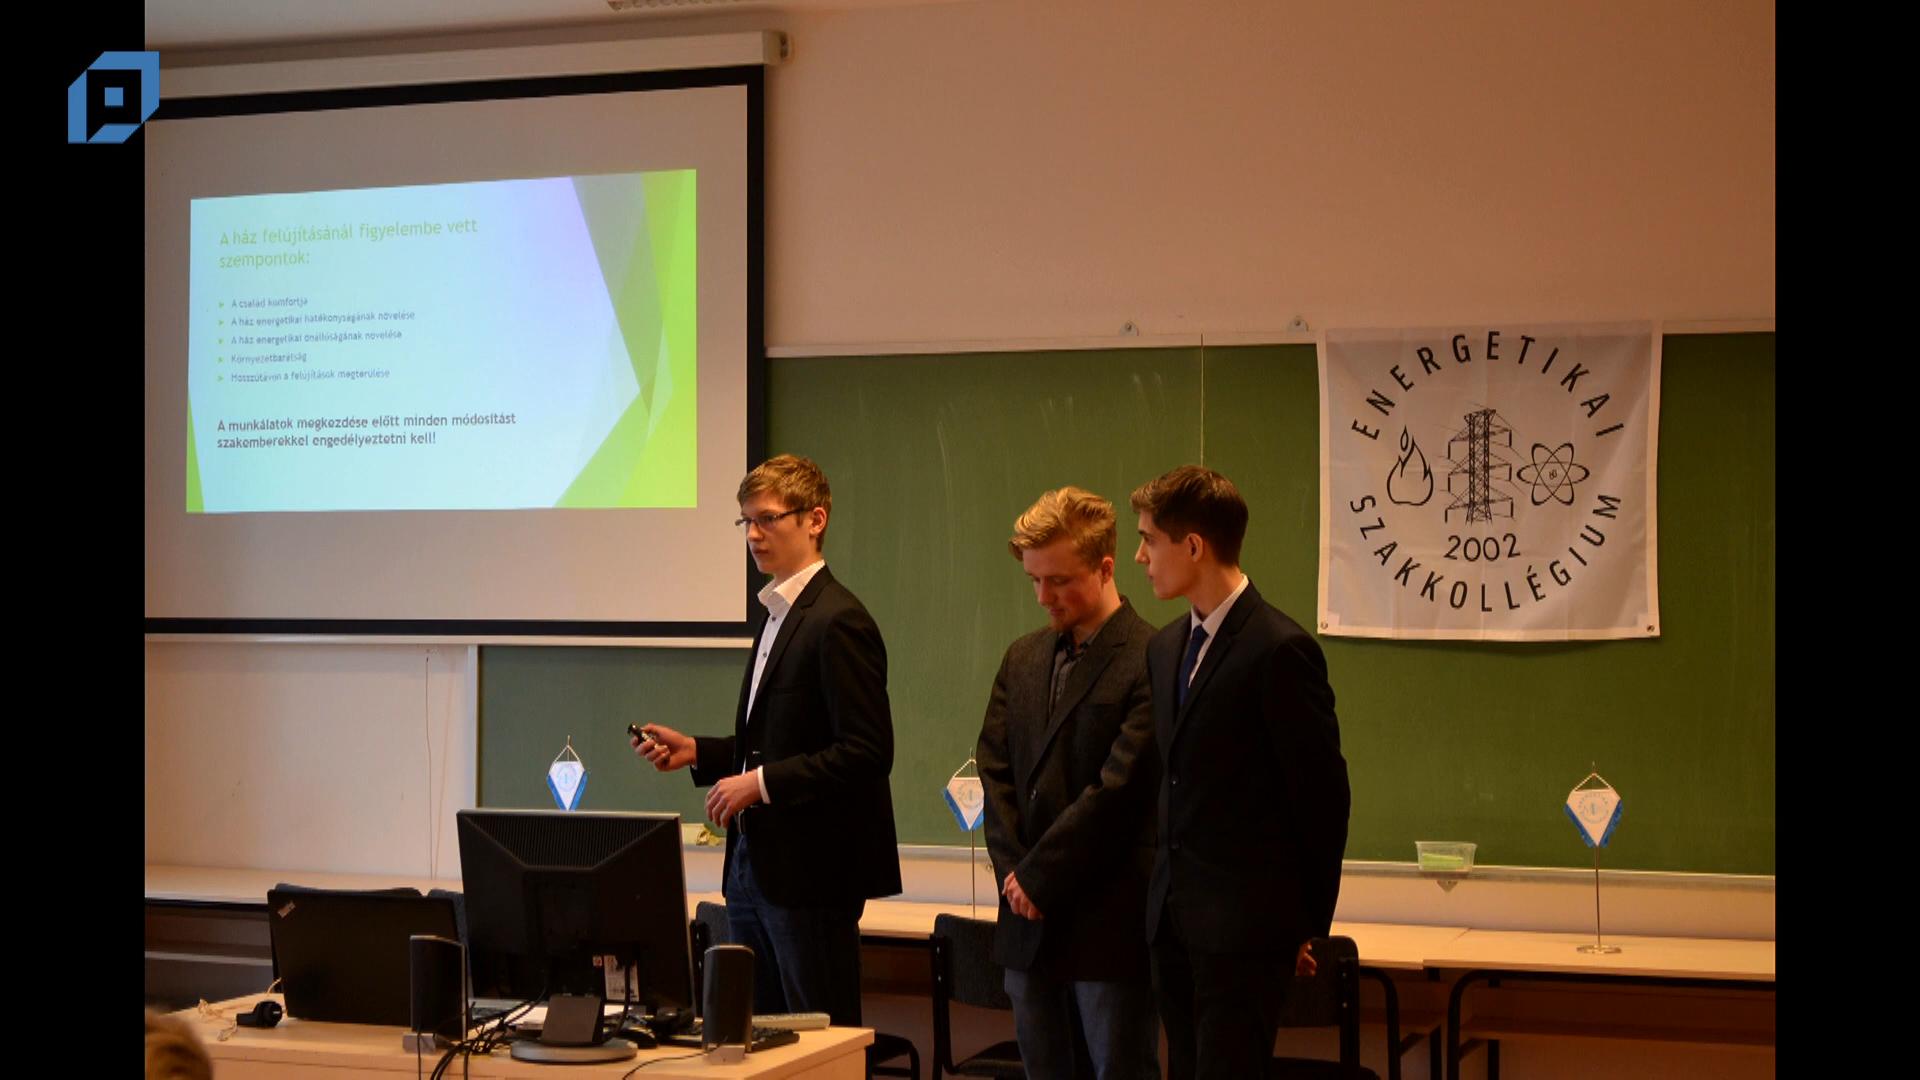 A ház felújításánál figyelembe vett
szempontok:
A család komfortja
A ház energetikai hatékonyságának növelése
A ház energetikai önállóságának növelése
Környezetbarátság
Hosszútávon a felújítások megtérülése
A munkálatok megkezdése előtt minden módosítást
szakemberekkel engedélyeztetni kell!
ENERGETIKAI
2002
SZAKKOLLÉGIUM
ThinkPad